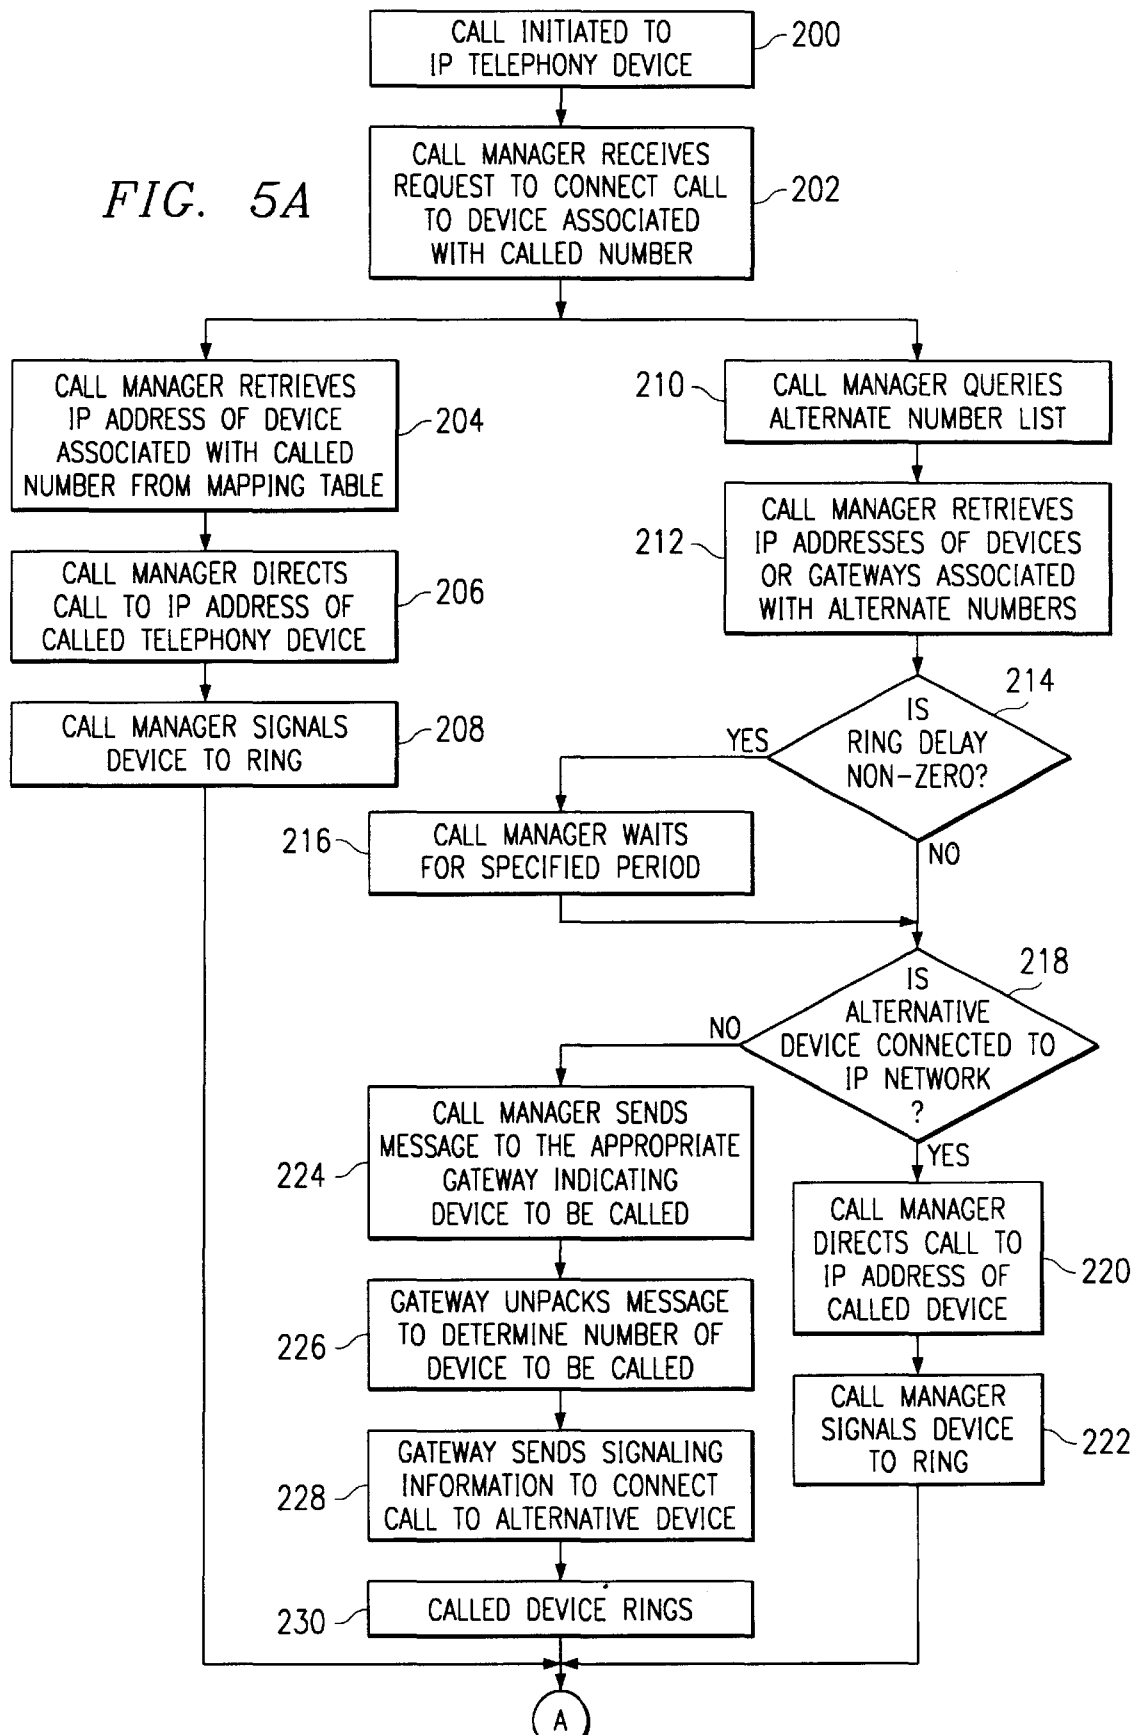 CALL INITIATED TO
IP TELEPHONY DEVICE
200
CALL MANAGER RECEIVES
REQUEST TO CONNECT CALL
TO DEVICE ASSOCIATED
WITH CALLED NUMBER
202
FIG. 5A
CALL MANAGER RETRIEVES
IP ADDRESS OF DEVICE
ASSOCIATED WITH CALLED
NUMBER FROM MAPPING TABLE
204
CALL MANAGER DIRECTS
CALL TO IP ADDRESS OF
CALLED TELEPHONY DEVICE
206
CALL MANAGER SIGNALS
DEVICE TO RING
208
210
CALL MANAGER QUERIES
ALTERNATE NUMBER LIST
212
CALL MANAGER RETRIEVES
IP ADDRESSES OF DEVICES
OR GATEWAYS ASSOCIATED
WITH ALTERNATE NUMBERS
214
IS
RING DELAY
NON-ZERO?
YES
NO
216
CALL MANAGER WAITS
FOR SPECIFIED PERIOD
218
IS
ALTERNATIVE
DEVICE CONNECTED TO
IP NETWORK
?
NO
YES
224
CALL MANAGER SENDS
MESSAGE TO THE APPROPRIATE
GATEWAY INDICATING
DEVICE TO BE CALLED
226
GATEWAY UNPACKS MESSAGE
TO DETERMINE NUMBER OF
DEVICE TO BE CALLED
228
GATEWAY SENDS SIGNALING
INFORMATION TO CONNECT
CALL TO ALTERNATIVE DEVICE
230
CALLED DEVICE RINGS
CALL MANAGER
DIRECTS CALL TO
IP ADDRESS OF
CALLED DEVICE
220
CALL MANAGER
SIGNALS DEVICE
TO RING
222
A